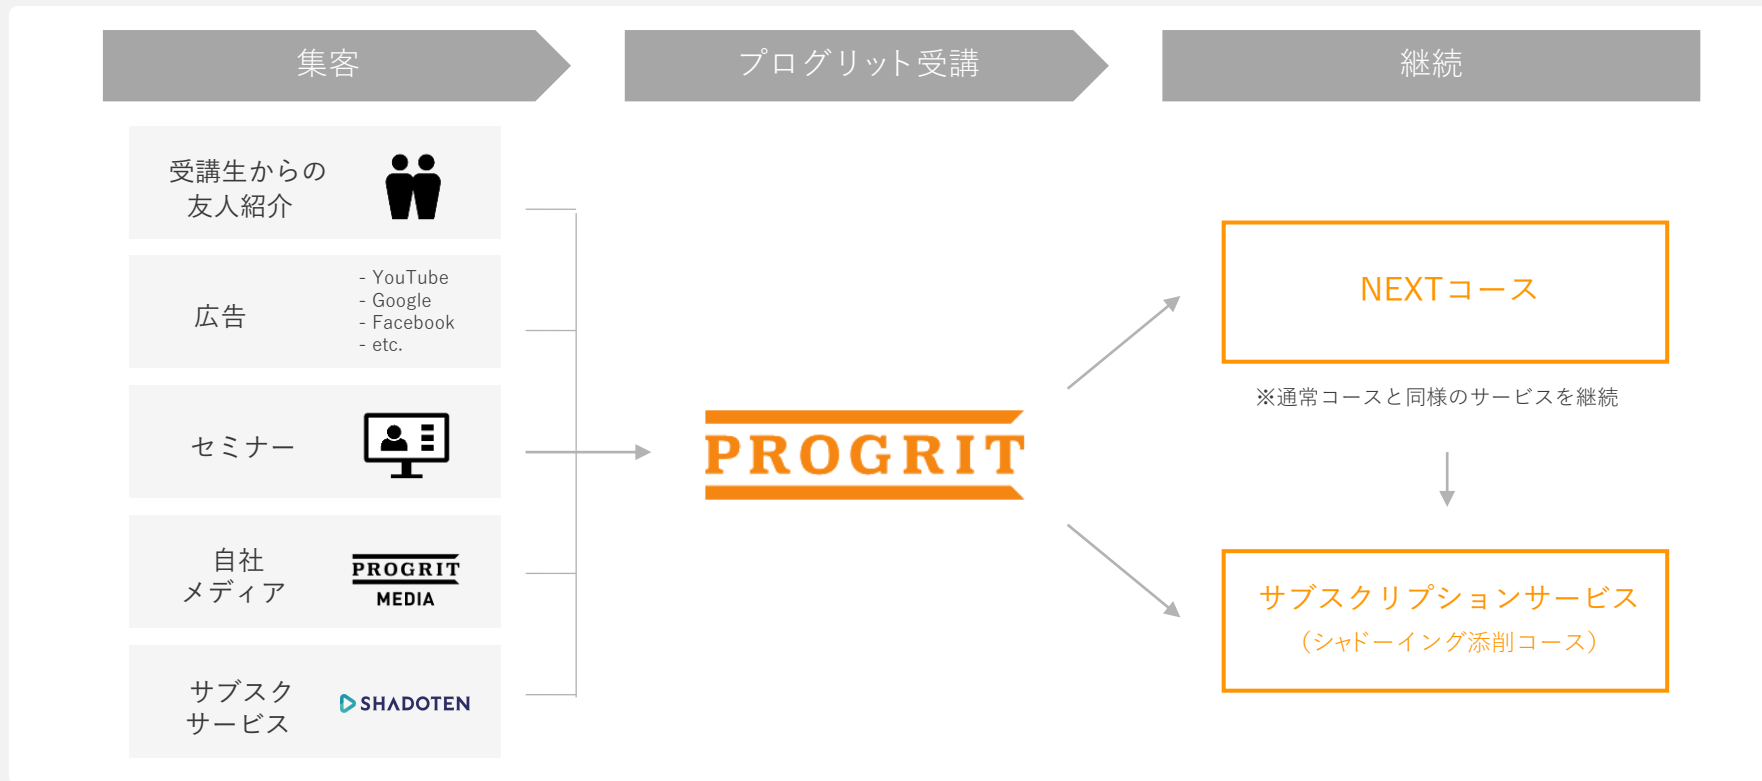 集客
プログリット受講
継続
受講生からの
友人紹介
広告
- YouTube
- Google
- Facebook
- etc.
セミナー
自社
メディア
PROGRIT
MEDIA
サブスク
サービス
SHADOTEN
PROGRIT
NEXTコース
※通常コースと同様のサービスを継続
サブスクリプションサービス
（シャドーイング添削コース）